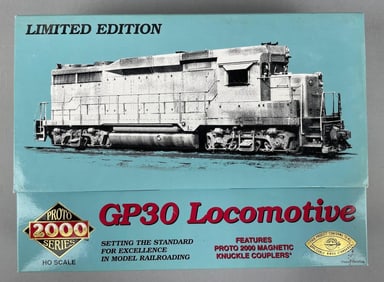 LIMITED EDITION
GP30 Locomotive
PROTO
2000
SERIES
HO SCALE
SETTING THE STANDARD
FOR EXCELLENCE
IN MODEL RAILROADING
FEATURES
PROTO 2000 MAGNETIC
KNUCKLE COUPLERS*